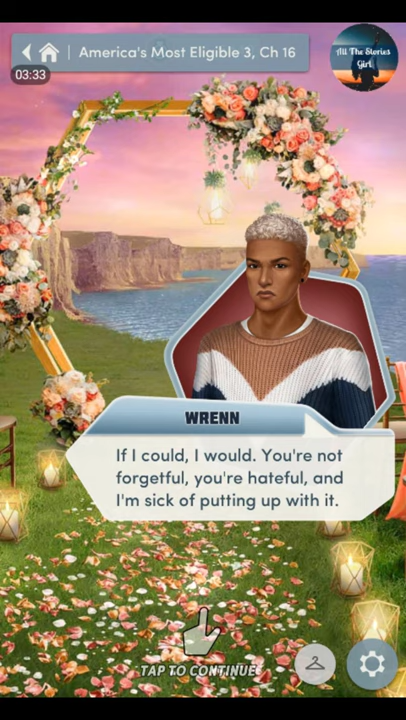 America's Most Eligible 3, Ch 16
03:33
All The Stories
Girl
WRENN
If I could, I would. You're not
forgetful, you're hateful, and
I'm sick of putting up with it.
TAP TO CONTINUE